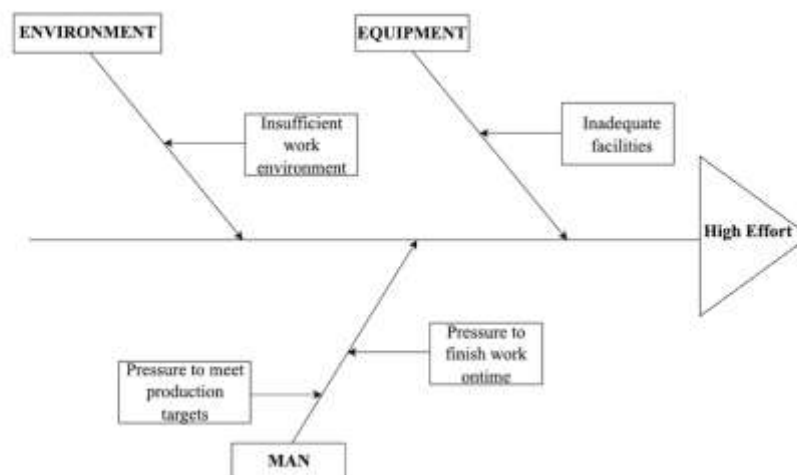 ENVIRONMENT
EQUIPMENT
Insufficient
work
environment
Inadequate
facilities
High Effort
Pressure to
finish work
ontime
Pressure to meet
production
targets
MAN